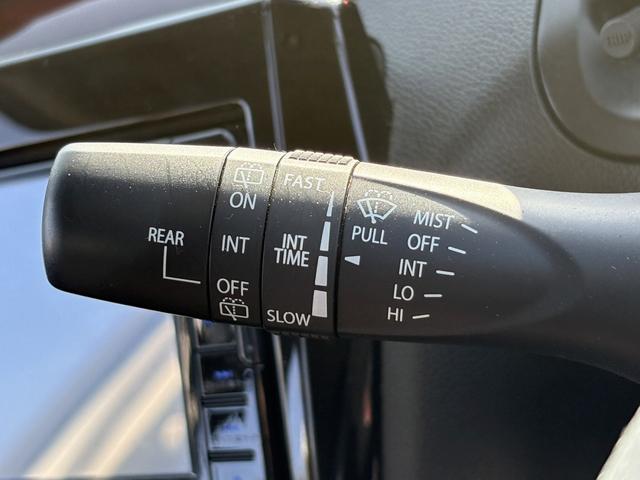 REAR
ON
INT
OFF
FAST
INT
TIME
SLOW
PULL
MIST
OFF
INT
LO
HI